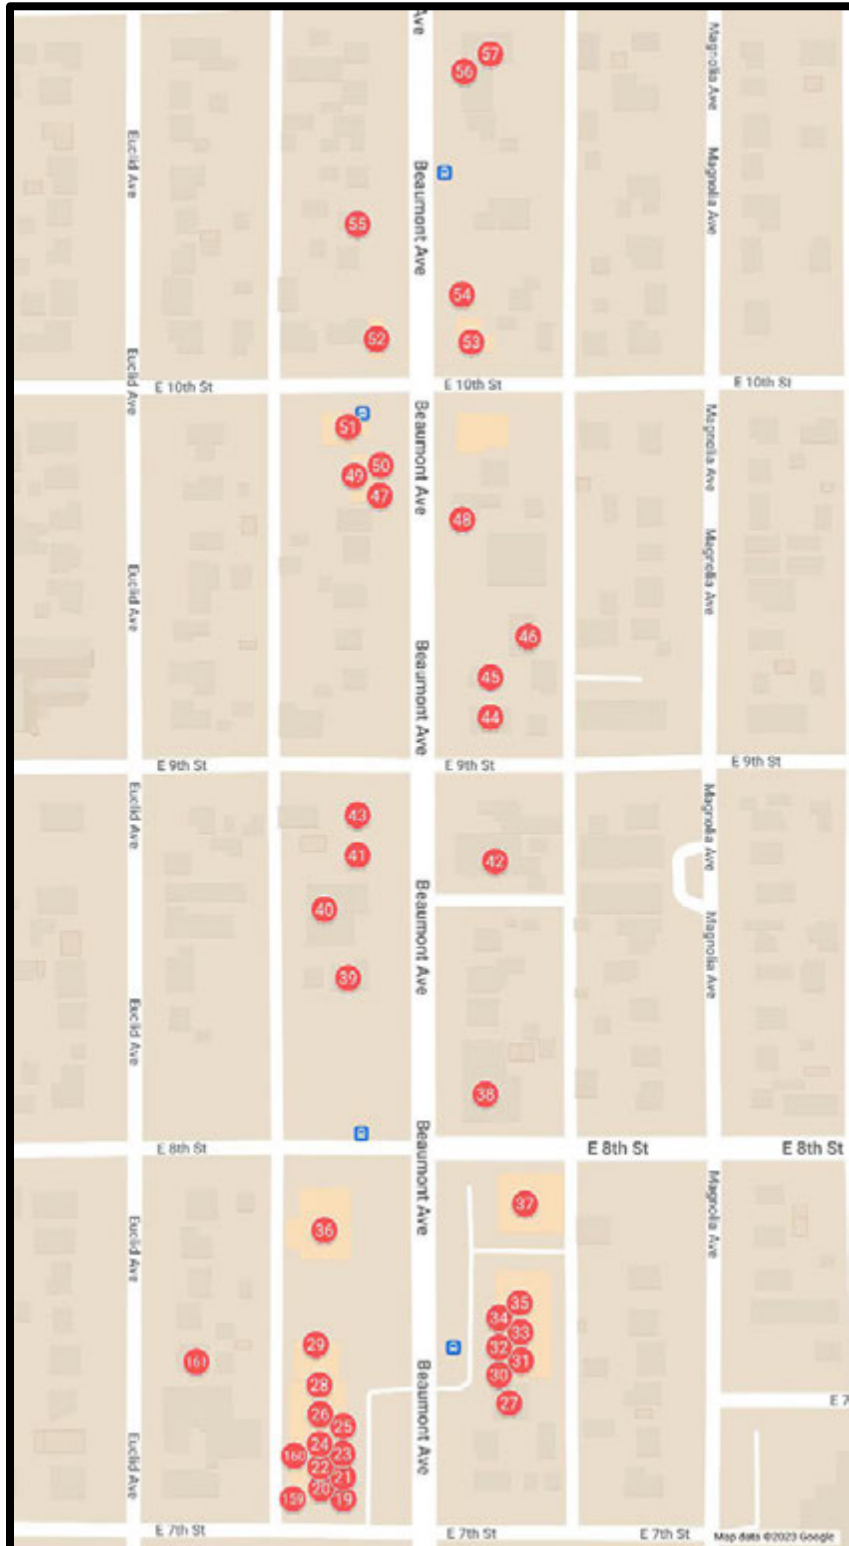 Ave
57
Magnolia Ave
56
Euclid Ave
Beaumont Ave
Magnolia Ave
55
54
52
53
Euclid Ave
E 10th St
E 10th St
E 10th St
51
Beaumont Ave
Magnolia Ave
50
49
47
48
Euclid Ave
Magnolia Ave
46
Beaumont Ave
45
44
E 9th St
E 9th St
E 9th St
Euclid Ave
43
Magnolia Ave
41
42
40
Beaumont Ave
Magnolia Ave
39
Euclid Ave
38
E 8th St
Beaumont Ave
E 8th St
E 8th St
Euclid Ave
Magnolia Ave
37
36
35
34
33
29
32
161
31
28
30
Beaumont Ave
E 7
27
26
25
24
23
160
22
21
Euclid Ave
20
159
19
E 7th St
E 7th St
E 7th St
Map data ©2023 Google